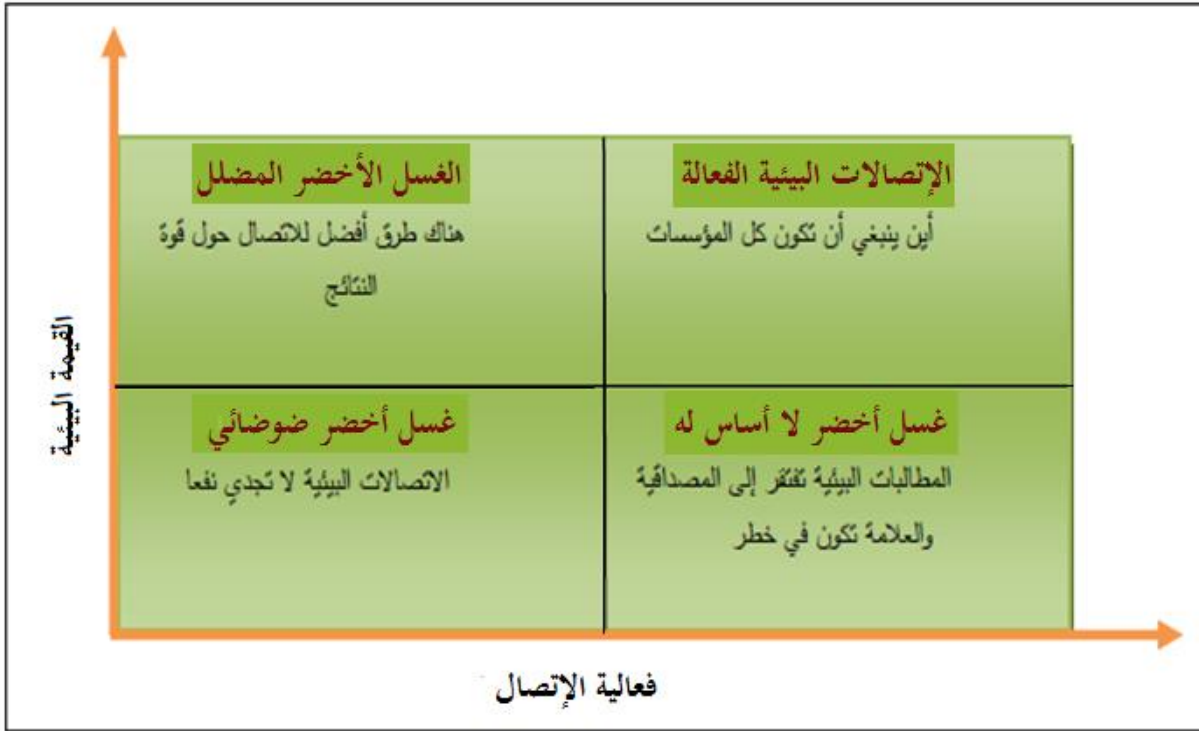 الإتصالات البيئية الفعالة
أين ينبغي أن تكون كل المؤسسات
الغسل الأخضر المضلل
هناك طرق أفضل للاتصال حول قوة
النتائج
غسل أخضر لا أساس له
المطالبات البيئية تفتقر إلى المصداقية
والعلامة تكون في خطر
غسل أخضر ضوضائي
الاتصالات البيئية لا تجدي نفعا
القيمة البيئية
فعالية الإتصال